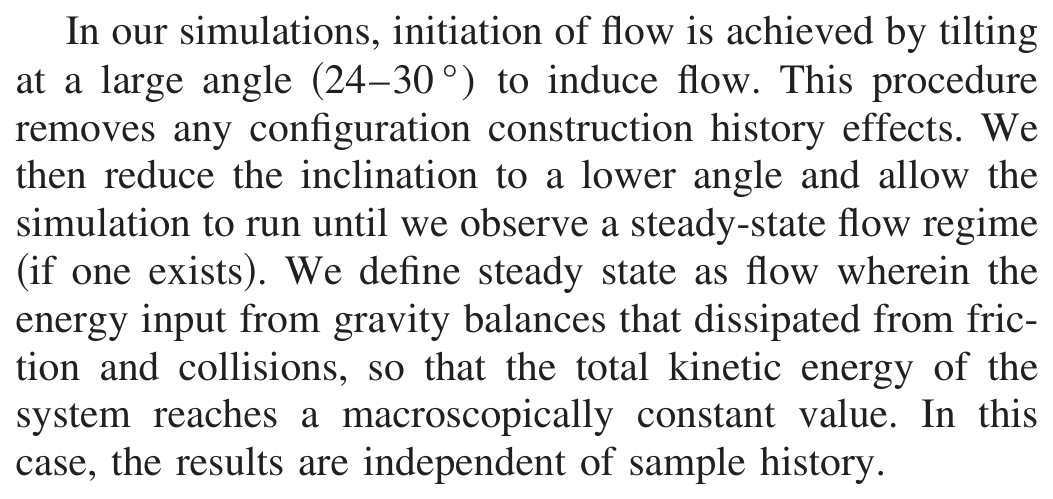 In our simulations, initiation of flow is achieved by tilting
at a large angle (24–30 °) to induce flow. This procedure
removes any configuration construction history effects. We
then reduce the inclination to a lower angle and allow the
simulation to run until we observe a steady-state flow regime
(if one exists). We define steady state as flow wherein the
energy input from gravity balances that dissipated from fric-
tion and collisions, so that the total kinetic energy of the
system reaches a macroscopically constant value. In this
case, the results are independent of sample history.